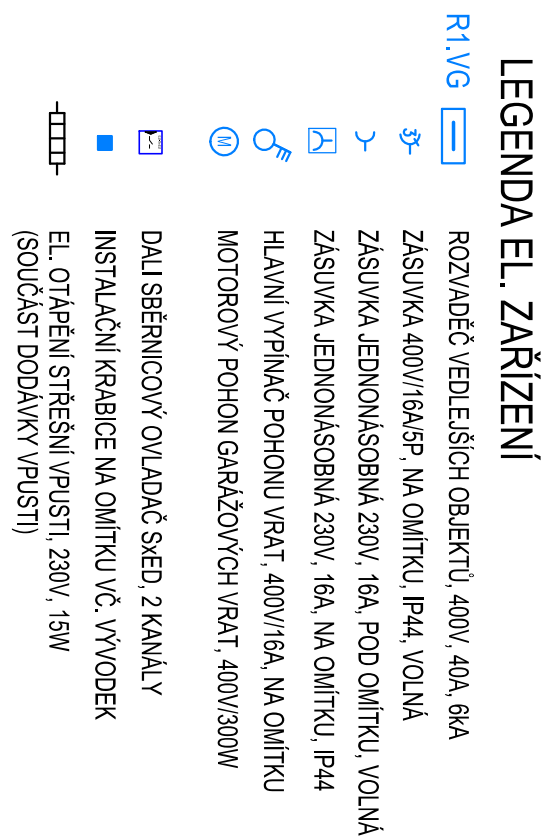 LEGENDA EL. ZAŘÍZENÍ
R1.VG ROZVADĚČ VEDLEJŠÍCH OBJEKTŮ, 400V, 40A, 6kA
ZÁSUVKA 400V/16A/5P, NA OMÍTKU, IP44, VOLNÁ
ZÁSUVKA JEDNONÁSOBNÁ 230V, 16A, POD OMÍTKU, VOLNÁ
ZÁSUVKA JEDNONÁSOBNÁ 230V, 16A, NA OMÍTKU, IP44
HLAVNÍ VYPÍNAČ POHONU VRAT, 400V/16A, NA OMÍTKU
M MOTOROVÝ POHON GARÁŽOVÝCH VRAT, 400V/300W
DALI SBĚRNICOVÝ OVLADAČ SxED, 2 KANÁLY
INSTALAČNÍ KRABICE NA OMÍTKU VČ. VÝVODEK
EL. OTÁPĚNÍ STŘEŠNÍ VPUSTI, 230V, 15W
(SOUČÁST DODÁVKY VPUSTI)